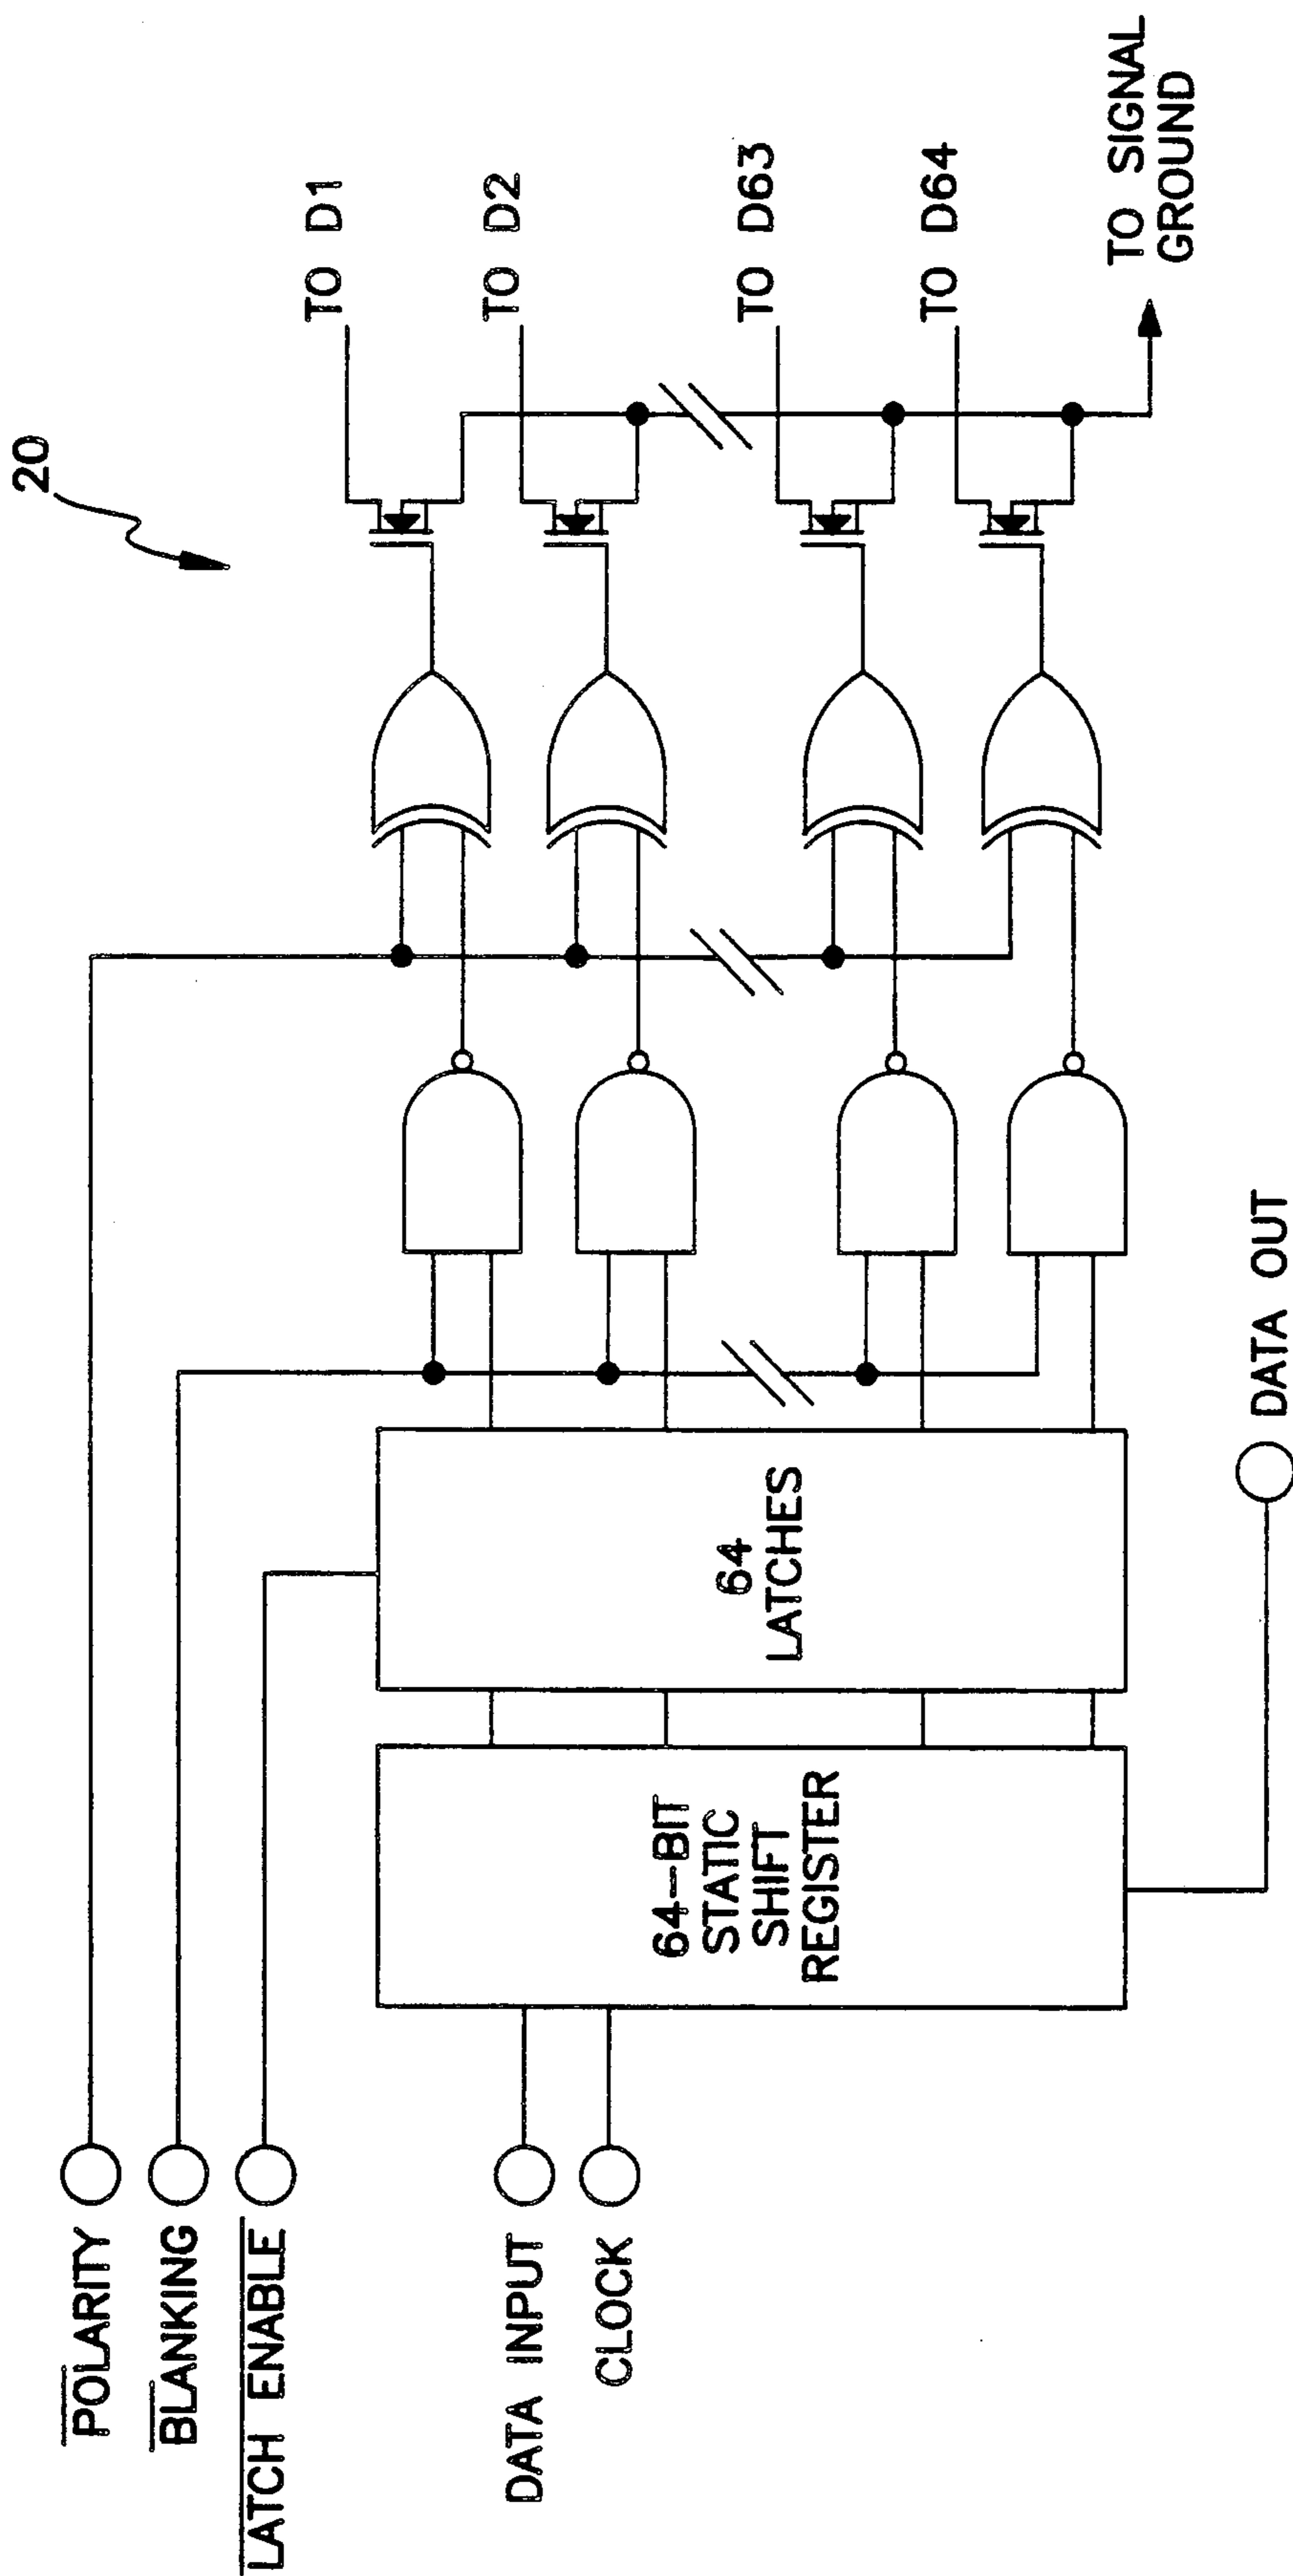 20
POLARITY
BLANKING
LATCH ENABLE
DATA INPUT
CLOCK
64-BIT
STATIC
SHIFT
REGISTER
64
LATCHES
TO D1
TO D2
TO D63
TO D64
TO SIGNAL
GROUND
DATA OUT